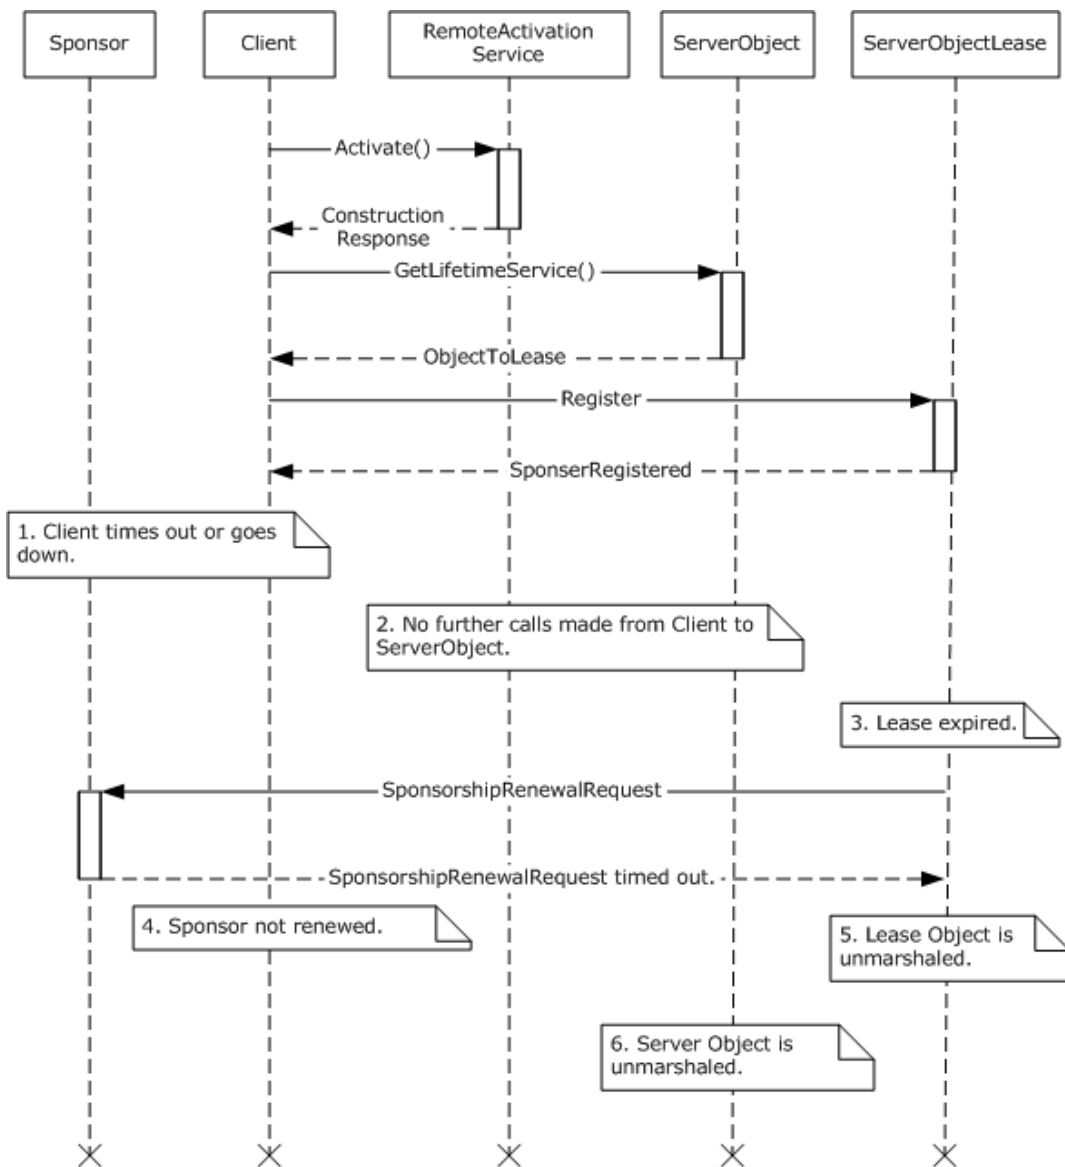 Sponsor
Client
RemoteActivation
Service
ServerObject
ServerObjectLease
Activate()
Construction
Response
GetLifetimeService()
ObjectToLease
Register
SponserRegistered
1. Client times out or goes
down.
2. No further calls made from Client to
ServerObject.
3. Lease expired.
SponsorshipRenewalRequest
SponsorshipRenewalRequest timed out.
4. Sponsor not renewed.
5. Lease Object is
unmarshaled.
6. Server Object is
unmarshaled.